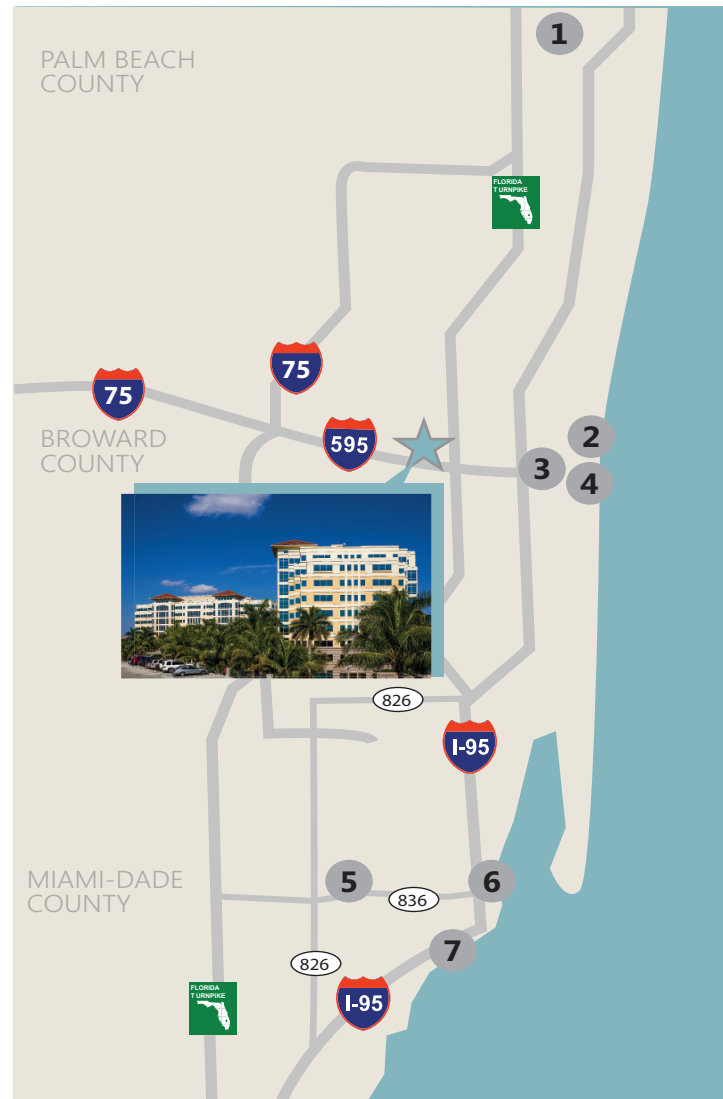 1
PALM BEACH
COUNTY
FLORIDA
T URNPIKE
75
75
BROWARD
COUNTY
595
2
3
4
826
I-95
MIAMI-DADE
COUNTY
5
836
6
7
826
FLORIDA
T URNPIKE
I-95